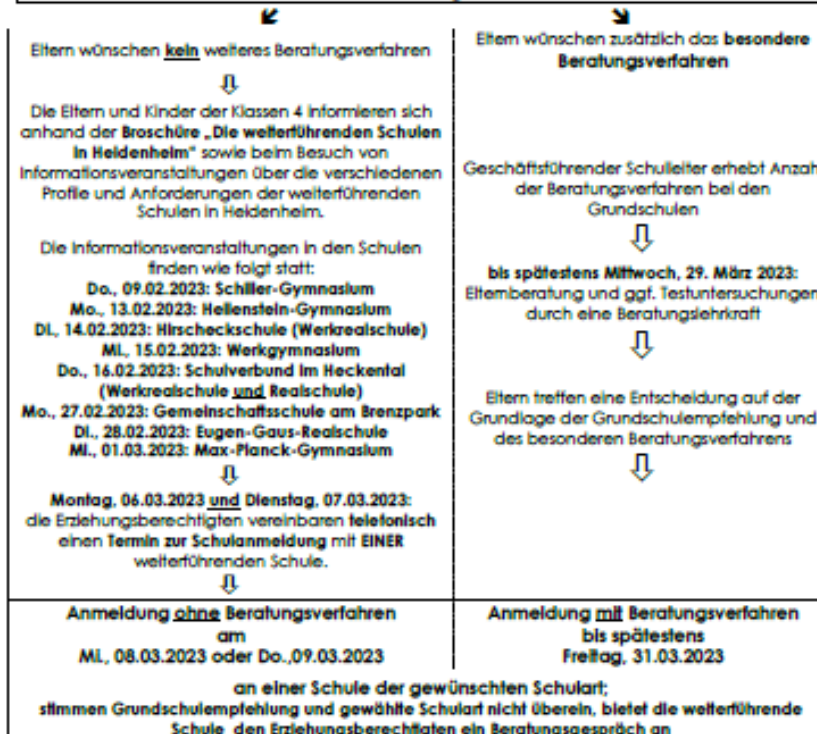 Eltern wünschen kein weiteres Beratungsverfahren
Die Eltern und Kinder der Klassen 4 informieren sich
anhand der Broschüre „Die weiterführenden Schulen
in Heidenheim" sowie beim Besuch von
Informationsveranstaltungen über die verschiedenen
Profile und Anforderungen der weiterführenden
Schulen in Heidenheim.
Die Informationsveranstaltungen in den Schulen
finden wie folgt statt:
Do., 09.02.2023: Schiller-Gymnasium
Mo., 13.02.2023: Hellenstein-Gymnasium
Di., 14.02.2023: Hirscheckschule (Werkrealschule)
Mi., 15.02.2023: Werkgymnasium
Do., 16.02.2023: Schulverbund im Heckental
(Werkrealschule und Realschule)
Mo., 27.02.2023: Gemeinschaftsschule am Brenzpark
Di., 28.02.2023: Eugen-Gaus-Realschule
Mi., 01.03.2023: Max-Planck-Gymnasium
Montag, 06.03.2023 und Dienstag, 07.03.2023:
die Erziehungsberechtigten vereinbaren telefonisch
einen Termin zur Schulanmeldung mit EINER
weiterführenden Schule.
Eltern wünschen zusätzlich das besondere
Beratungsverfahren
Geschäftsführender Schulleiter erhebt Anzahl
der Beratungsverfahren bei den
Grundschulen
bis spätestens Mittwoch, 29. März 2023:
Elternberatung und ggf. Testuntersuchungen
durch eine Beratungslehrkraft
Eltern treffen eine Entscheidung auf der
Grundlage der Grundschulempfehlung und
des besonderen Beratungsverfahrens
Anmeldung ohne Beratungsverfahren
am
Mi., 08.03.2023 oder Do.,09.03.2023
Anmeldung mit Beratungsverfahren
bis spätestens
Freitag, 31.03.2023
an einer Schule der gewünschten Schulart;
stimmen Grundschulempfehlung und gewählte Schulart nicht überein, bietet die weiterführende
Schule den Erziehungsberechtigten ein Beratungsgespräch an